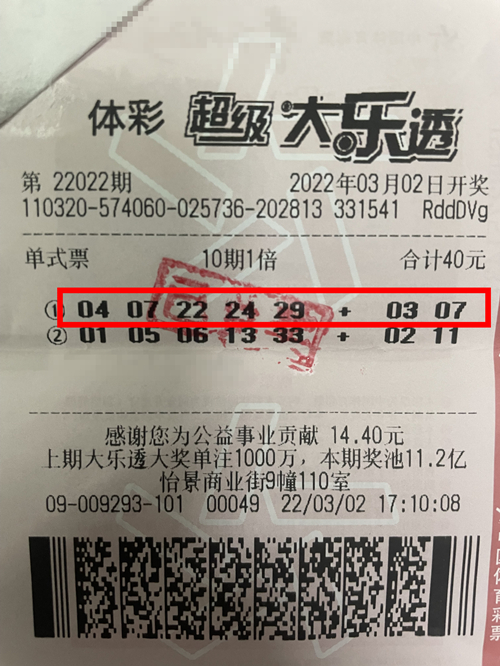 体彩 超级大乐透
第 22022期 2022年03月02日开奖
110320-574060-025736-202813 331541 RddDVg
单式票 10期1倍 合计40元
① 04 07 22 24 29 + 03 07
② 01 05 06 13 33 + 02 11
感谢您为公益事业贡献 14.40元
上期大乐透大奖单注1000万，本期奖池11.2亿
怡景商业街9幢110室
09-009293-101 00049 22/03/02 17:10:08
国体育彩票